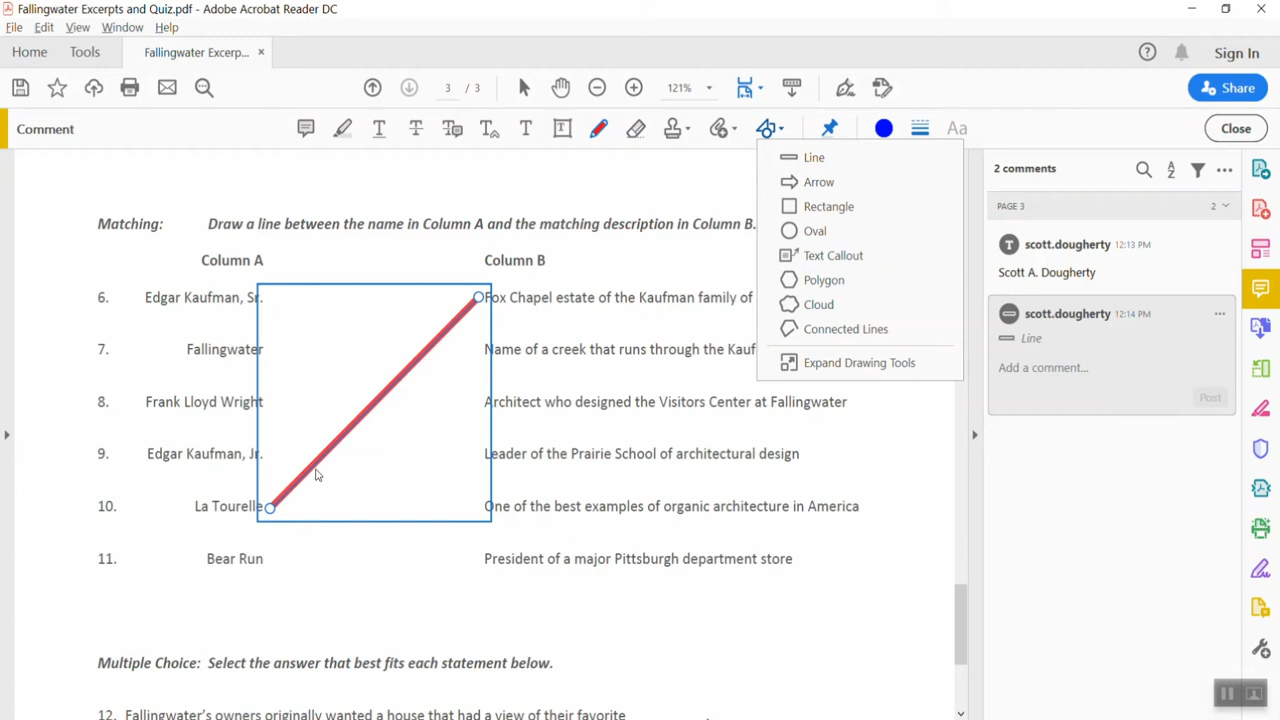 Fallingwater Excerpts and Quiz.pdf - Adobe Acrobat Reader DC
File Edit View Window Help
Home Tools Fallingwater Excerp... × Sign In
3 / 3 121% Share
Comment Aa Close
Line
Arrow
Rectangle
Oval
Text Callout
Polygon
Cloud
Connected Lines
Expand Drawing Tools
2 comments
PAGE 3 2
T scott.dougherty 12:13 PM
Scott A. Dougherty
scott.dougherty 12:14 PM
Line
Add a comment...
Post
Matching: Draw a line between the name in Column A and the matching description in Column B.
Column A Column B
6. Edgar Kaufman, Sr. Fox Chapel estate of the Kaufman family of
7. Fallingwater Name of a creek that runs through the Kauf
8. Frank Lloyd Wright Architect who designed the Visitors Center at Fallingwater
9. Edgar Kaufman, Jr. Leader of the Prairie School of architectural design
10. La Tourelle One of the best examples of organic architecture in America
11. Bear Run President of a major Pittsburgh department store
Multiple Choice: Select the answer that best fits each statement below.
12. Fallingwater's owners originally wanted a house that had a view of their favorite